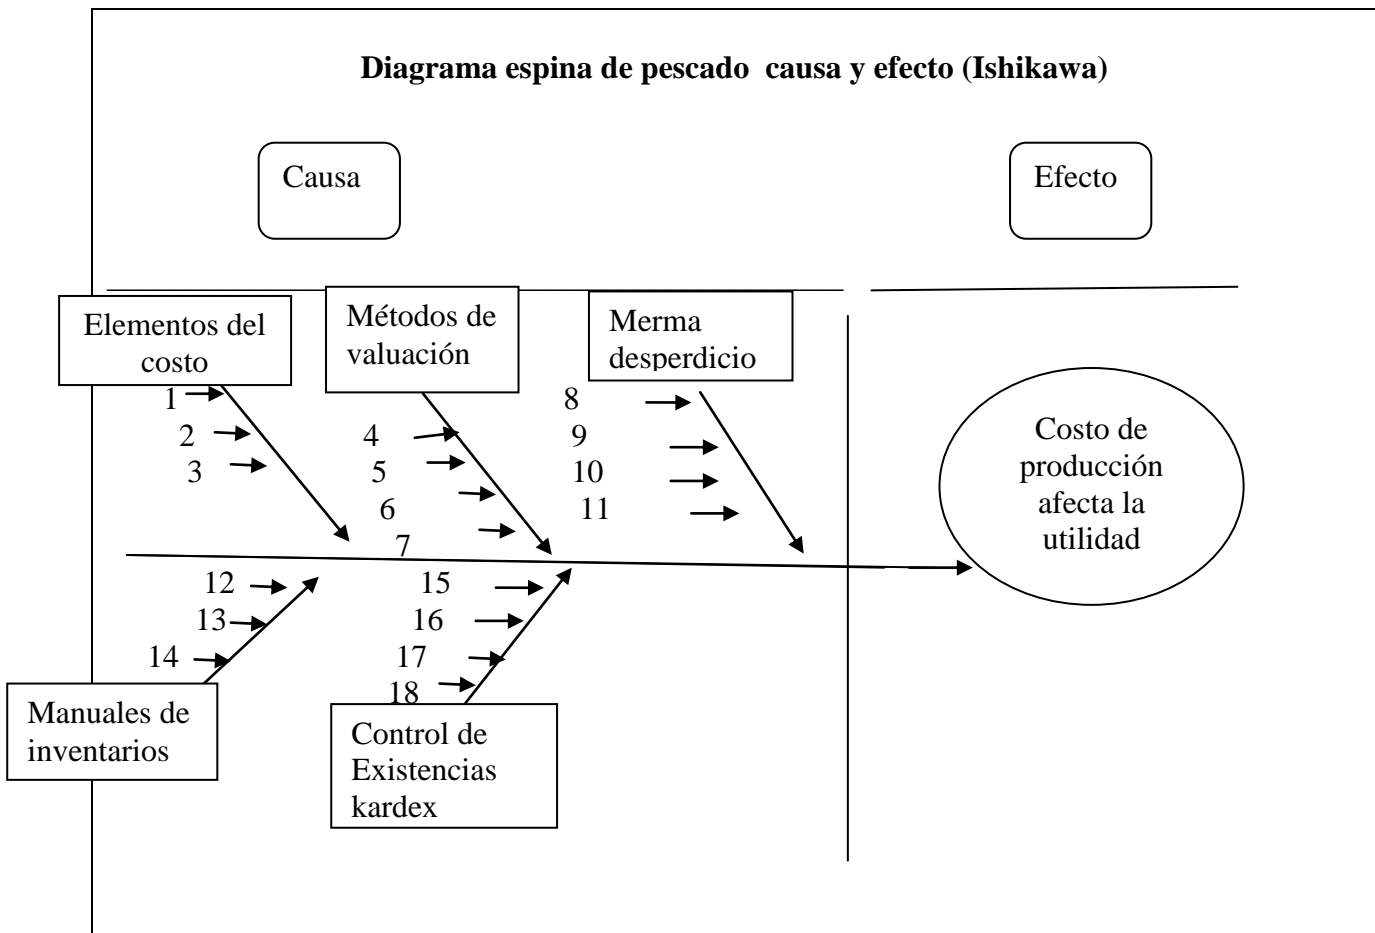 Diagrama espina de pescado causa y efecto (Ishikawa)
Causa
Efecto
Elementos del
costo
Métodos de
valuación
Merma
desperdicio
1
2
3
4
5
6
7
8
9
10
11
Costo de
producción
afecta la
utilidad
12
13
14
15
16
17
18
Manuales de
inventarios
Control de
Existencias
kardex